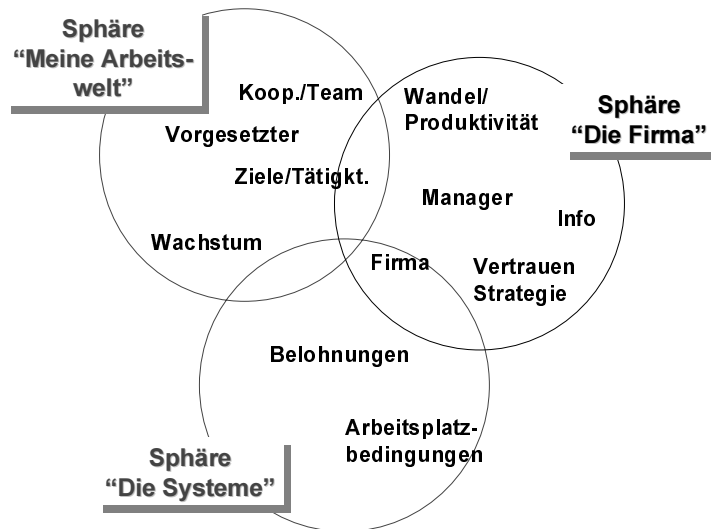 Sphäre
“Meine Arbeits-
welt”
Koop./Team
Vorgesetzter
Ziele/Tätigkt.
Wachstum
Wandel/
Produktivität
Sphäre
“Die Firma”
Manager
Info
Firma
Vertrauen
Strategie
Belohnungen
Arbeitsplatz-
bedingungen
Sphäre
“Die Systeme”